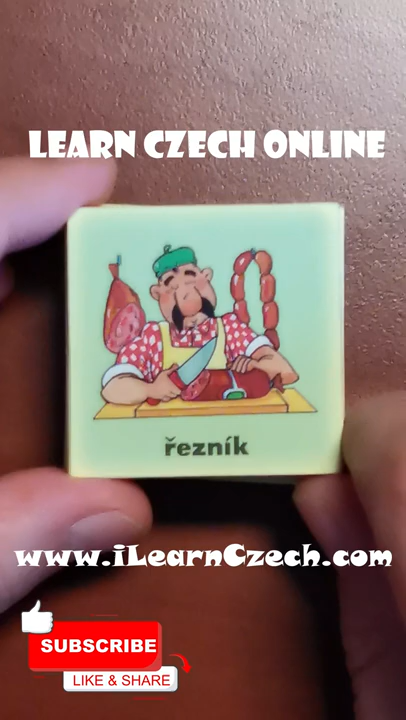 LEARN CZECH ONLINE
řezník
www.iLearnCzech.com
SUBSCRIBE
LIKE & SHARE